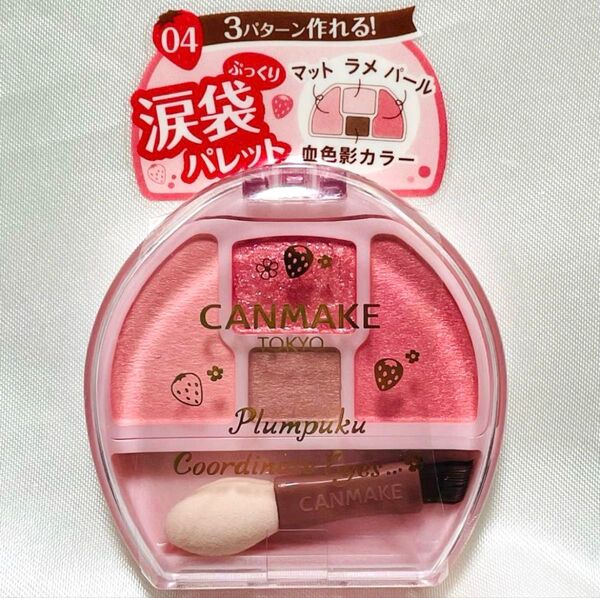 04
3パターン作れる!
ぷっくり
涙袋
パレット
マット ラメ パール
血色影カラー
CANMAKE
TOKYO
Plumpuku
Coordinate Eyes...
CANMAKE